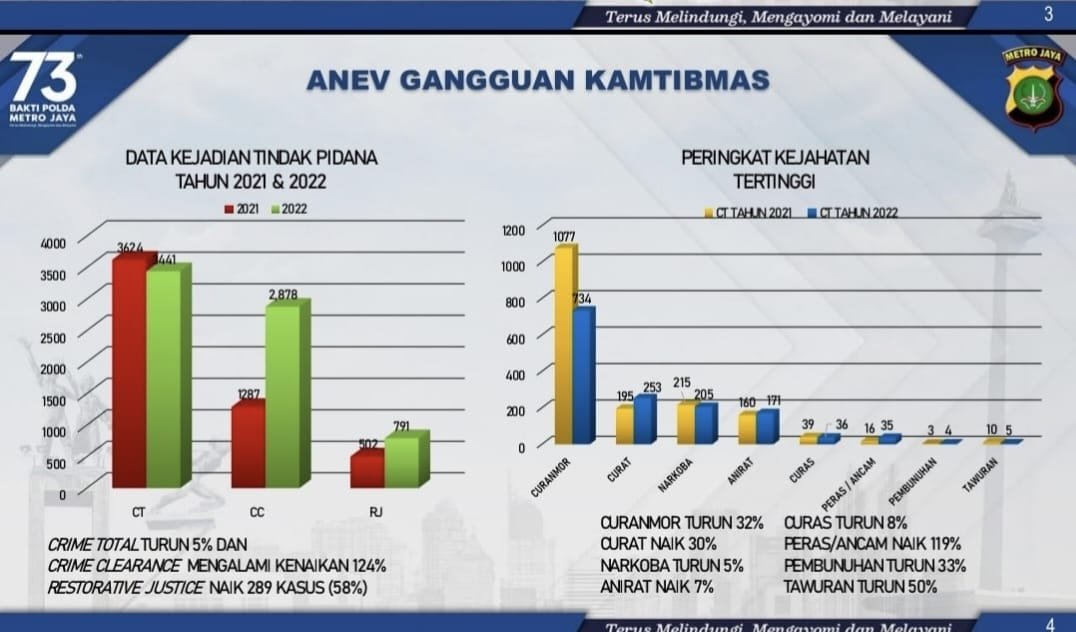 Terus Melindungi, Mengayomi dan Melayani
3
73
BAKTI POLDA
METRO JAYA
METRO JAYA
ANEV GANGGUAN KAMTIBMAS
DATA KEJADIAN TINDAK PIDANA
TAHUN 2021 & 2022
2021 2022
4000
3500
3000
2500
2000
1500
1000
500
0
3624
3441
1287
2,878
502
791
CT
CC
RJ
CRIME TOTAL TURUN 5% DAN
CRIME CLEARANCE MENGALAMI KENAIKAN 124%
RESTORATIVE JUSTICE NAIK 289 KASUS (58%)
PERINGKAT KEJAHATAN
TERTINGGI
CT TAHUN 2021 CT TAHUN 2022
1200
1000
800
600
400
200
0
1077
734
195
253
215
205
160
171
39
36
16
35
3
4
10
5
CURANMOR
CURAT
NARKOBA
ANIRAT
CURAS
PERAS / ANCAM
PEMBUNUHAN
TAWURAN
CURANMOR TURUN 32%
CURAT NAIK 30%
NARKOBA TURUN 5%
ANIRAT NAIK 7%
CURAS TURUN 8%
PERAS/ANCAM NAIK 119%
PEMBUNUHAN TURUN 33%
TAWURAN TURUN 50%
Terus Melindungi, Mengayomi dan Melayani
4